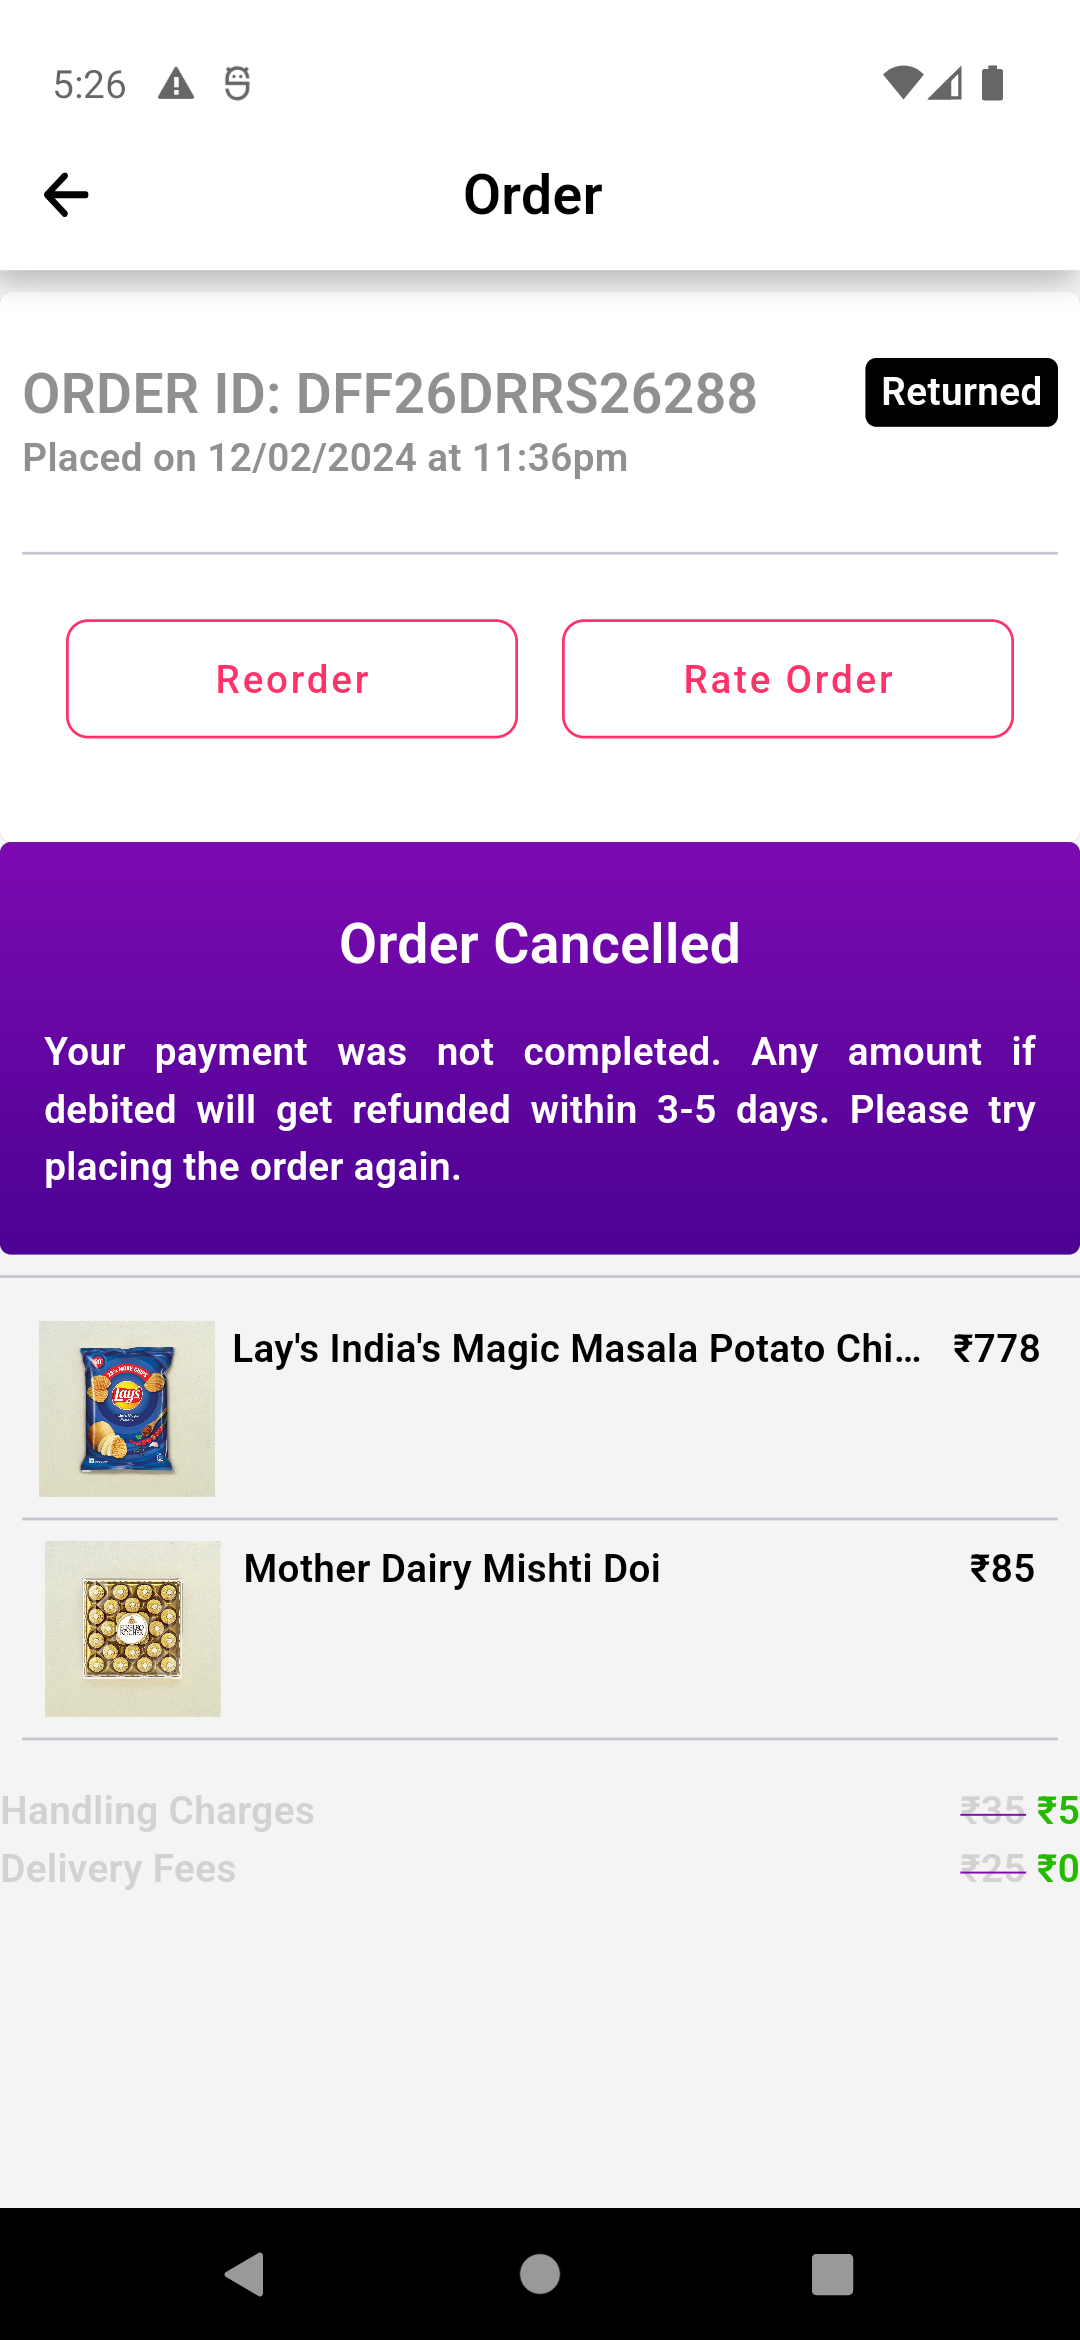 5:26
Order
ORDER ID: DFF26DRRS26288
Returned
Placed on 12/02/2024 at 11:36pm
Reorder
Rate Order
Order Cancelled
Your payment was not completed. Any amount if
debited will get refunded within 3-5 days. Please try
placing the order again.
Lay's India's Magic Masala Potato Chi... ₹778
Lay's
Mother Dairy Mishti Doi ₹85
Handling Charges ₹35 ₹5
Delivery Fees ₹25 ₹0